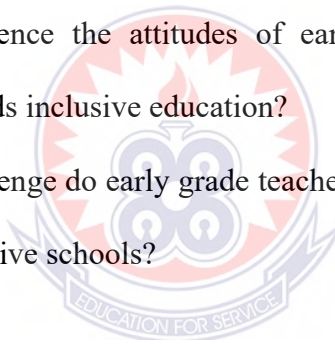 ence the attitudes of ear
ds inclusive education?
enge do early grade teache
ive schools?
EDUCATION FOR SERVICE